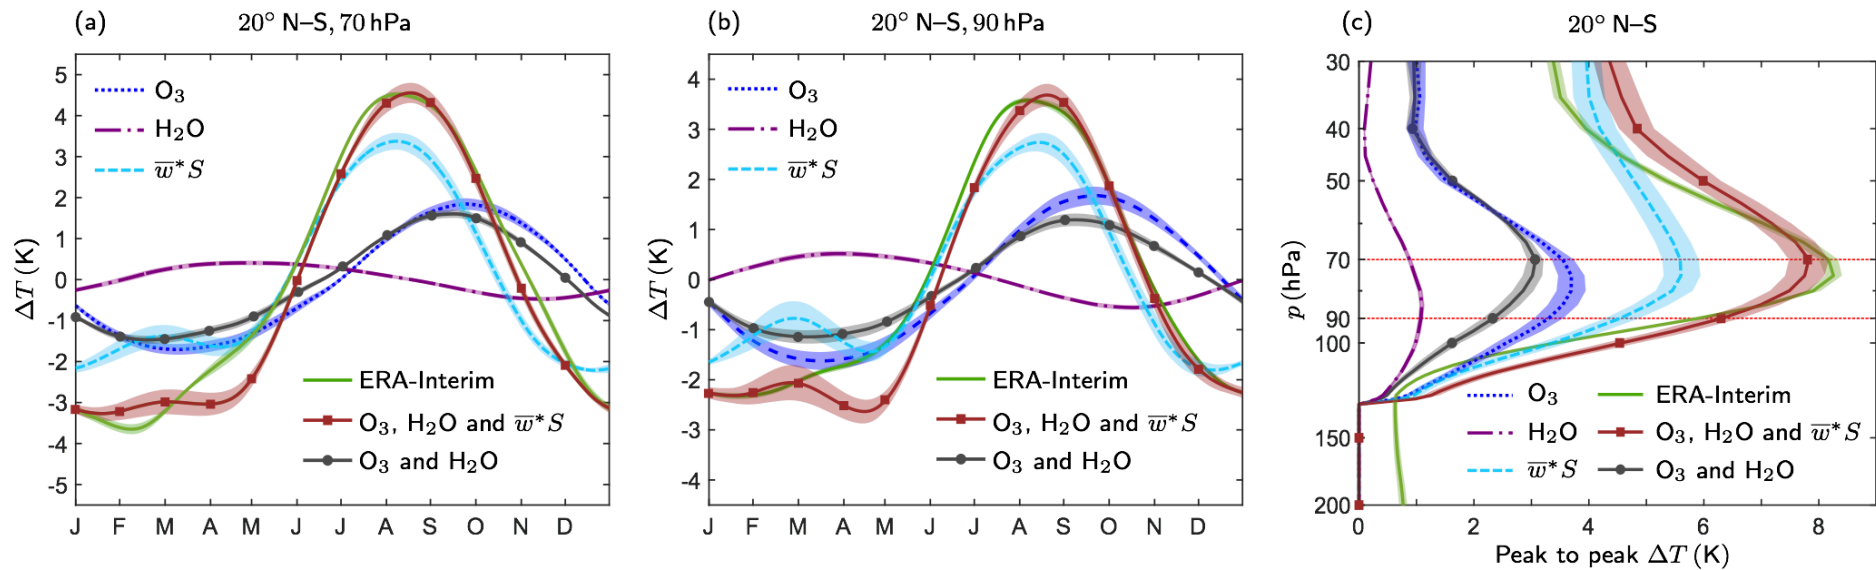 (a) 20° N–S, 70 hPa
5
4
3
2
1
0
-1
-2
-3
-4
-5
ΔT (K)
O₃
H₂O
w̅*S
ERA-Interim
O₃, H₂O and w̅*S
O₃ and H₂O
J F M A M J J A S O N D
(b) 20° N–S, 90 hPa
4
3
2
1
0
-1
-2
-3
-4
ΔT (K)
O₃
H₂O
w̅*S
ERA-Interim
O₃, H₂O and w̅*S
O₃ and H₂O
J F M A M J J A S O N D
(c) 20° N–S
30
40
50
70
90
100
150
200
p (hPa)
O₃
H₂O
w̅*S
ERA-Interim
O₃, H₂O and w̅*S
O₃ and H₂O
0 2 4 6 8
Peak to peak ΔT (K)